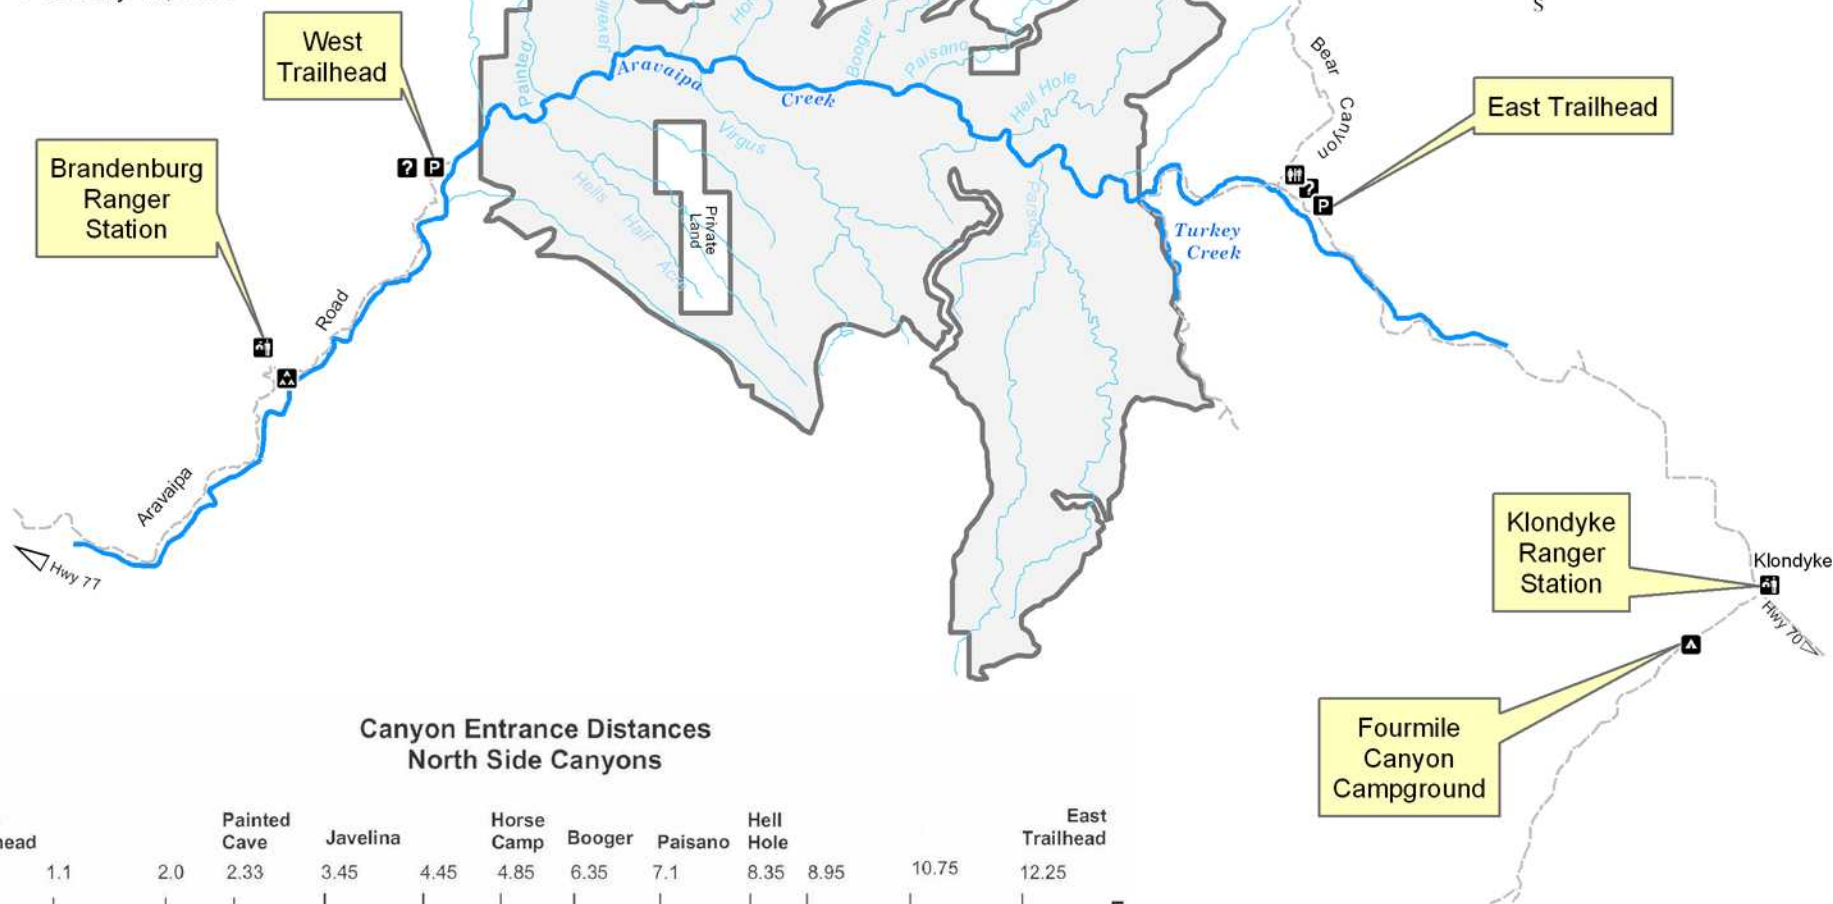 S
West
Trailhead
Brandenburg
Ranger
Station
East Trailhead
Bear
Canyon
Painted
Booger
Paisano
Aravaipa
Creek
Hell Hole
Virgus
Hells
Half
Parsons
Private
Land
Turkey
Creek
Road
Aravaipa
Hwy 77
Klondyke
Ranger
Station
Klondyke
Hwy 70
Fourmile
Canyon
Campground
P
?
?
P
Canyon Entrance Distances
North Side Canyons
Painted
Cave
Javelina
Horse
Camp
Booger
Paisano
Hell
Hole
East
Trailhead
1.1 2.0 2.33 3.45 4.45 4.85 6.35 7.1 8.35 8.95 10.75 12.25